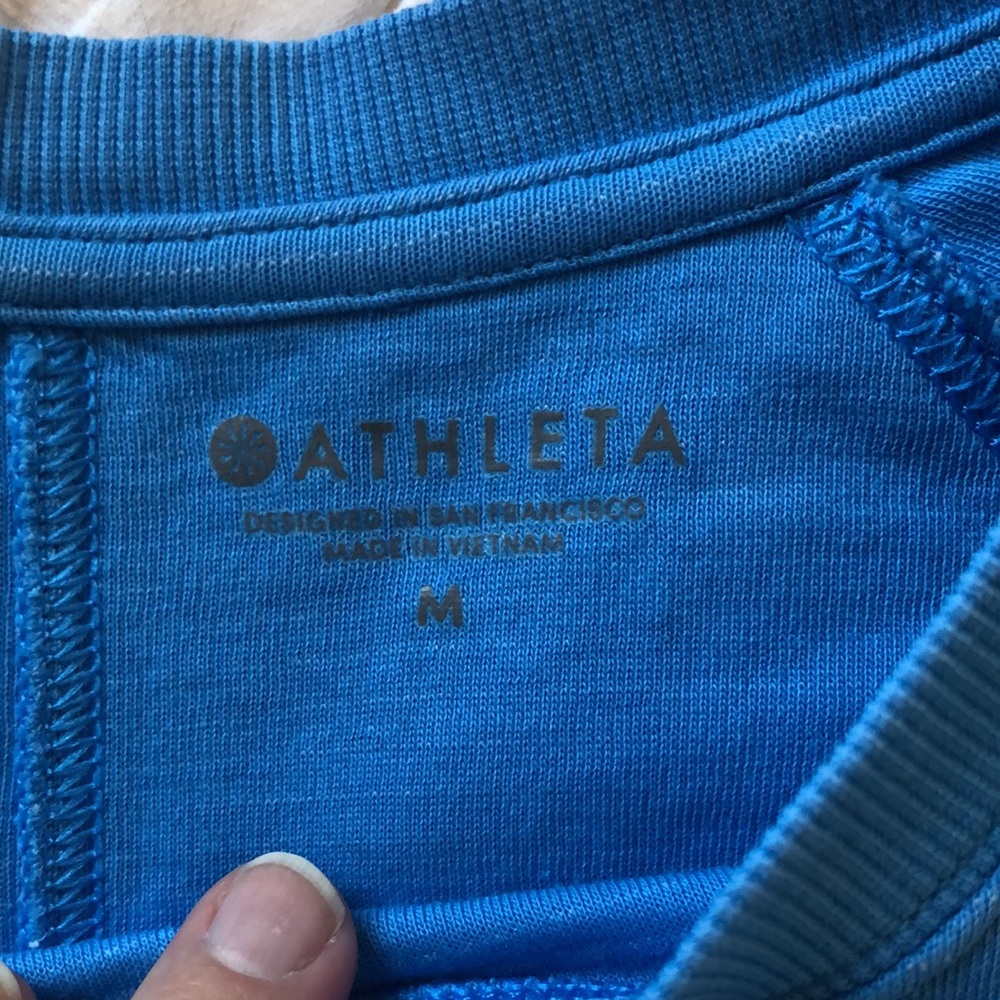 ATHLETA
DESIGNED IN SAN FRANCISCO
MADE IN VIETNAM
M